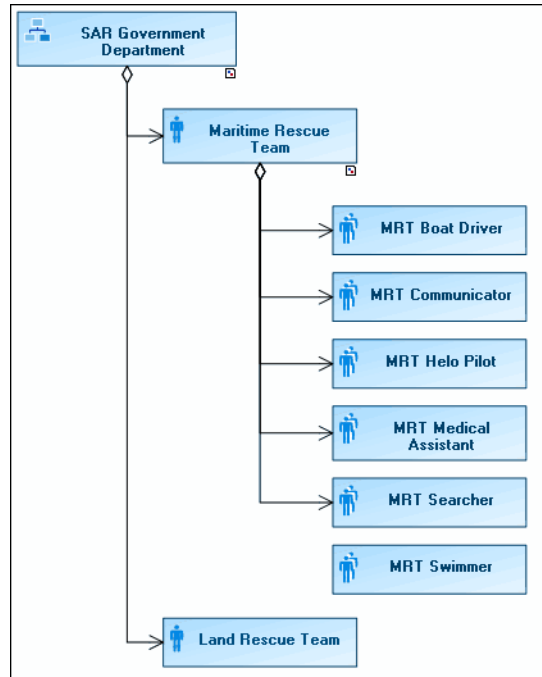 SAR Government
Department
Maritime Rescue
Team
MRT Boat Driver
MRT Communicator
MRT Helo Pilot
MRT Medical
Assistant
MRT Searcher
MRT Swimmer
Land Rescue Team